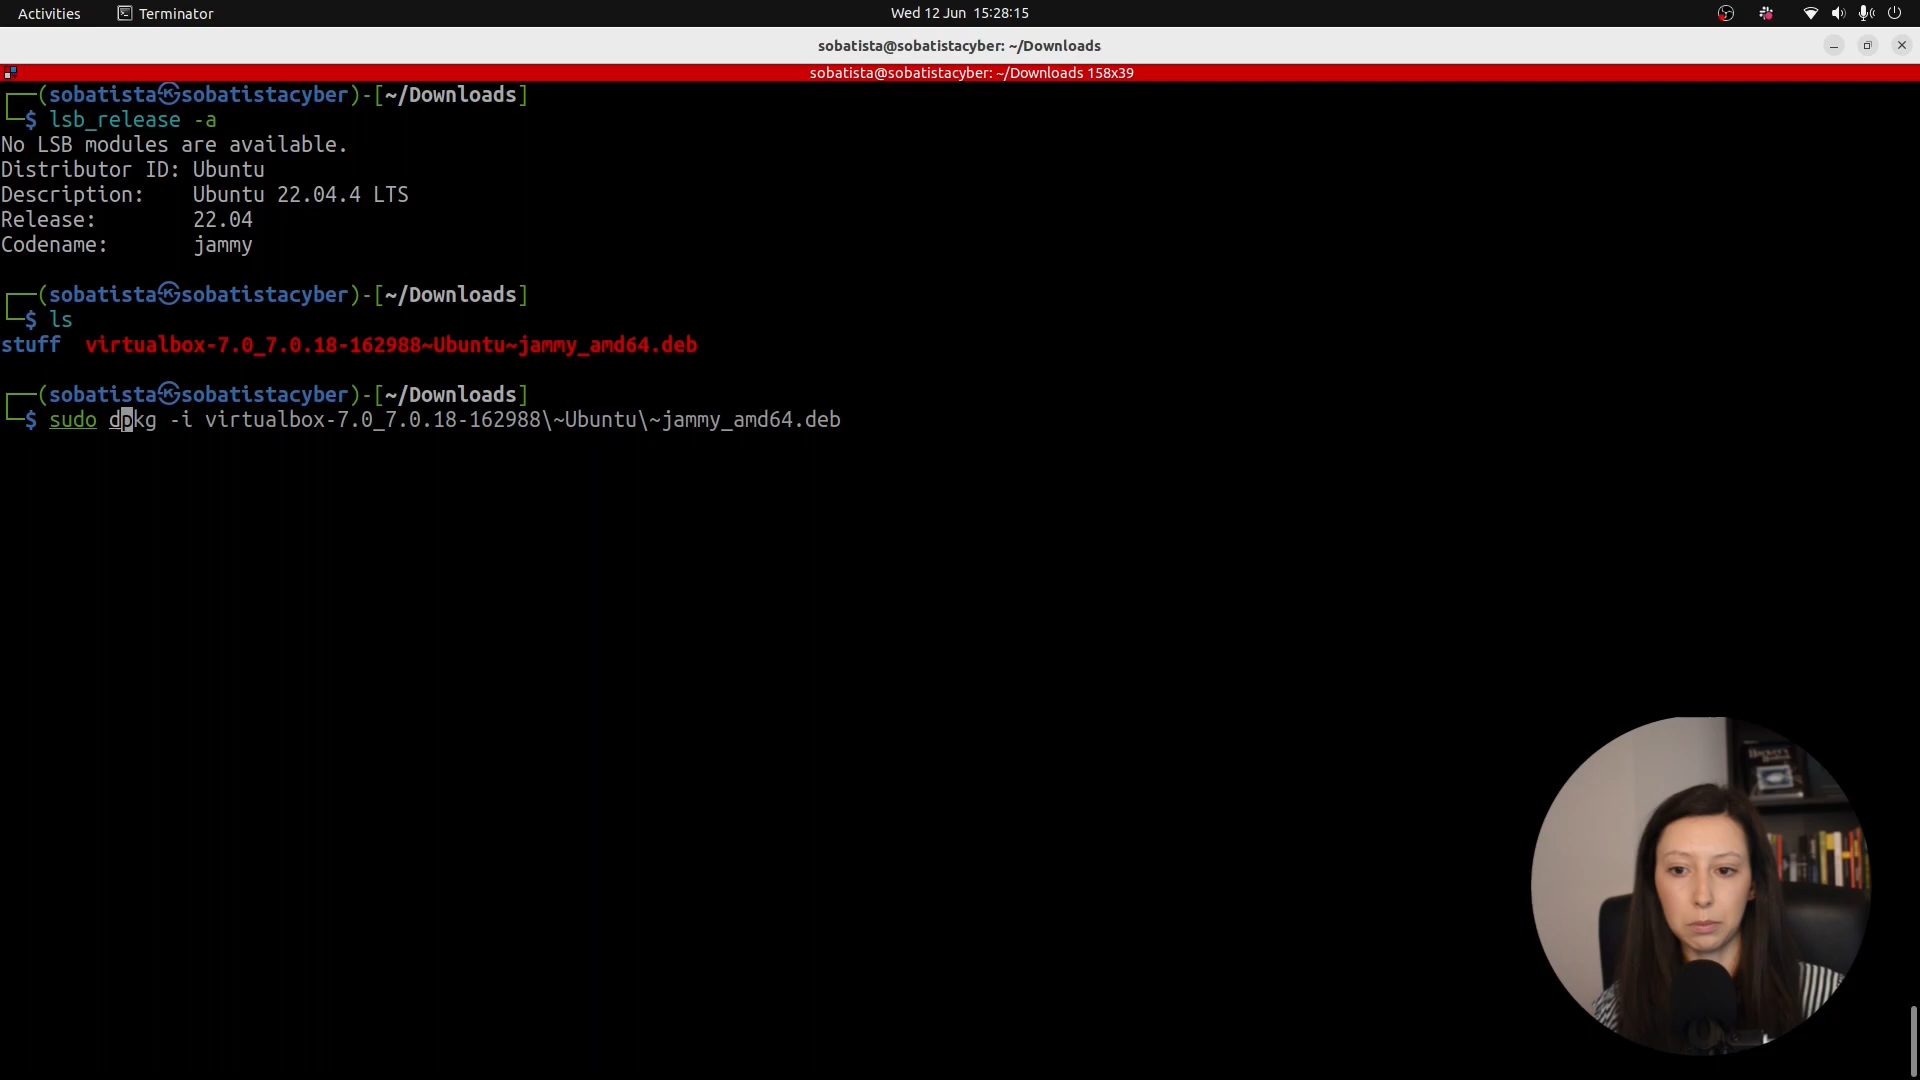 Activities
Terminator
Wed 12 Jun 15:28:15
sobatista@sobatistacyber: ~/Downloads
sobatista@sobatistacyber: ~/Downloads 158x39
┌──(sobatista㉿sobatistacyber)-[~/Downloads]
└─$ lsb_release -a
No LSB modules are available.
Distributor ID: Ubuntu
Description:    Ubuntu 22.04.4 LTS
Release:        22.04
Codename:       jammy
┌──(sobatista㉿sobatistacyber)-[~/Downloads]
└─$ ls
stuff  virtualbox-7.0_7.0.18-162988~Ubuntu~jammy_amd64.deb
┌──(sobatista㉿sobatistacyber)-[~/Downloads]
└─$ sudo dpkg -i virtualbox-7.0_7.0.18-162988\~Ubuntu\~jammy_amd64.deb